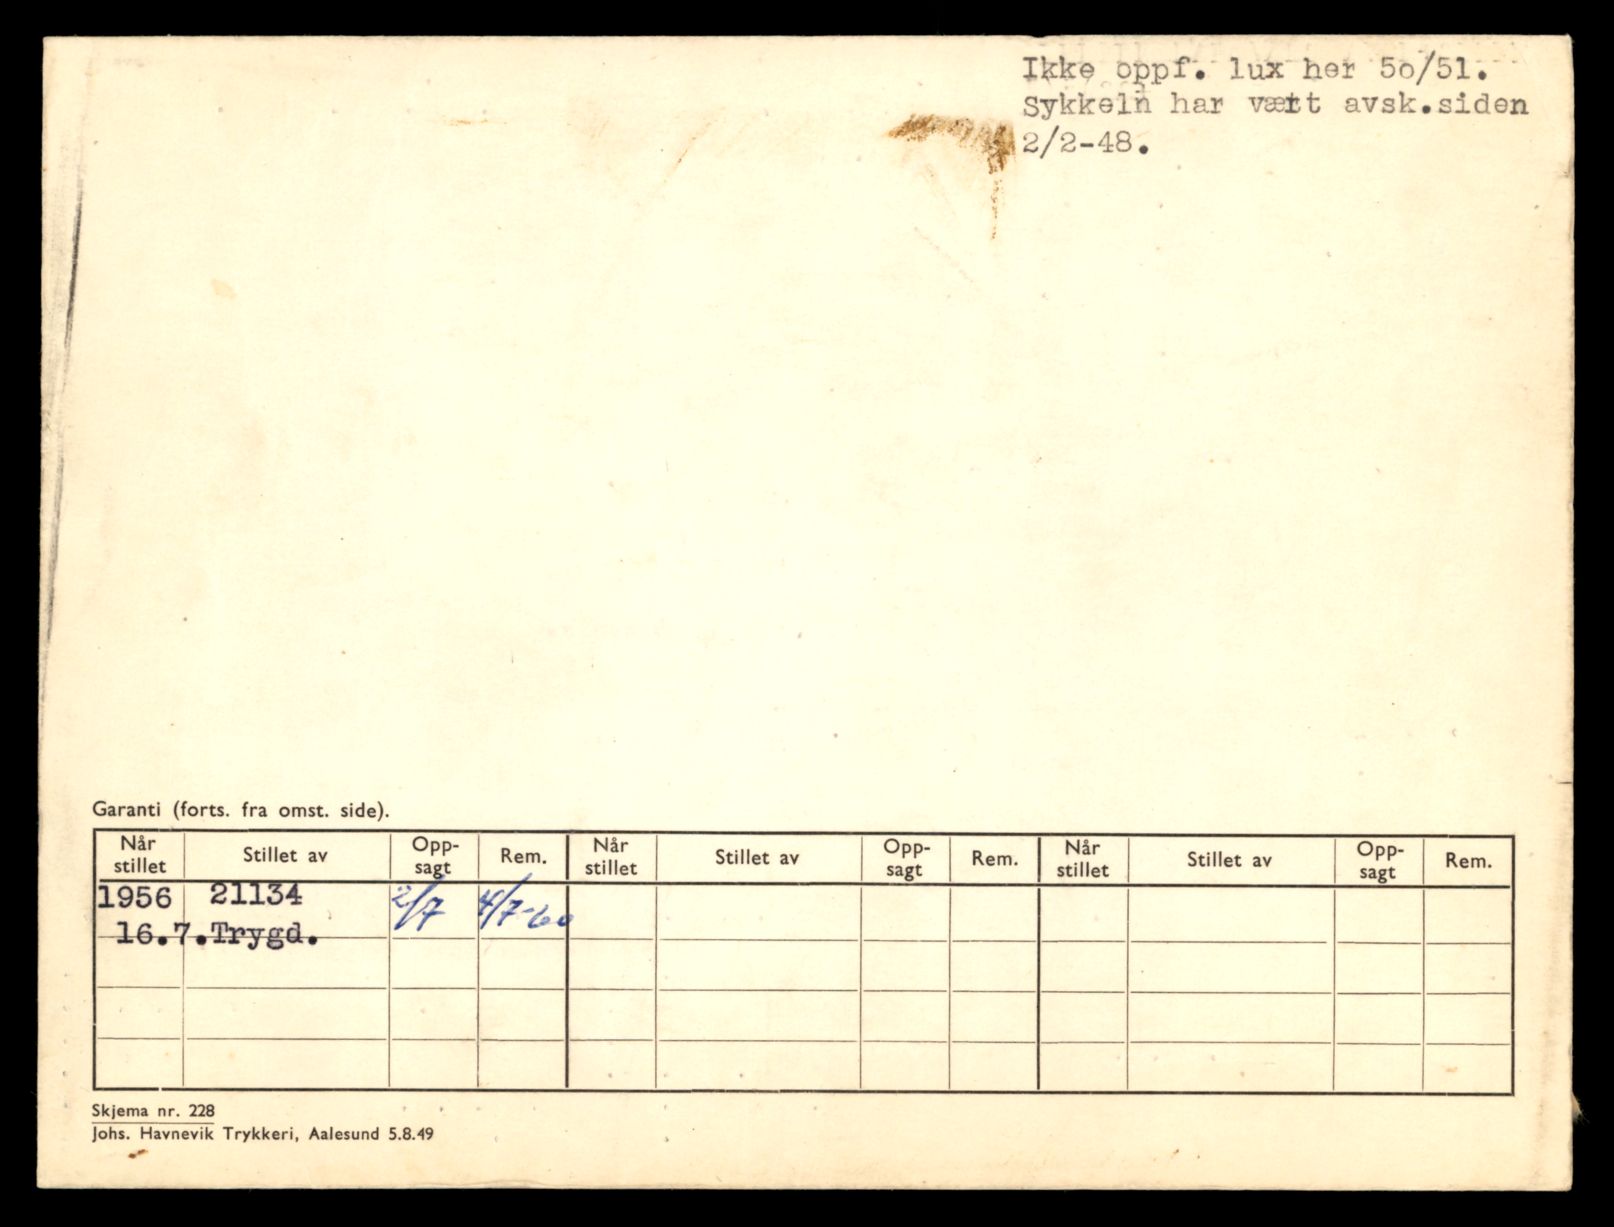 Ikke oppf. lux her 5o/51.
Sykkeln har vært avsk.siden
2/2-48.
Garanti (forts. fra omst. side).
Når stillet Stillet av Opp-sagt Rem. Når stillet Stillet av Opp-sagt Rem. Når stillet Stillet av Opp-sagt Rem.
1956 21134 2/7 4/7-60
16.7.Trygd.
Skjema nr. 228
Johs. Havnevik Trykkeri, Aalesund 5.8.49